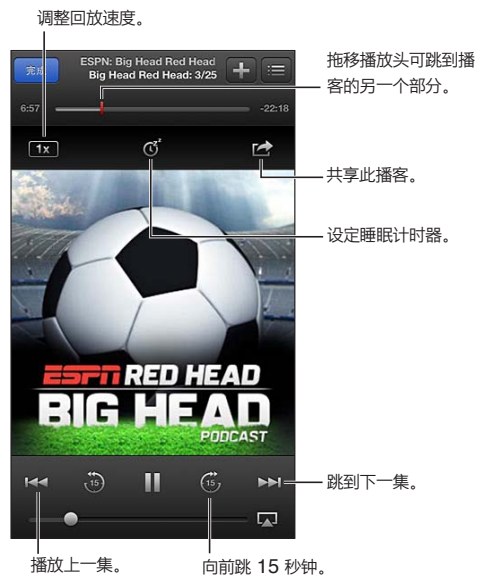 调整回放速度。
完成
ESPN: Big Head Red Head
Big Head Red Head: 3/25
拖移播放头可跳到播
客的另一个部分。
6:57
-22:18
1x
zz
共享此播客。
设定睡眠计时器。
ESPN RED HEAD
BIG HEAD
PODCAST
15
15
跳到下一集。
播放上一集。
向前跳 15 秒钟。